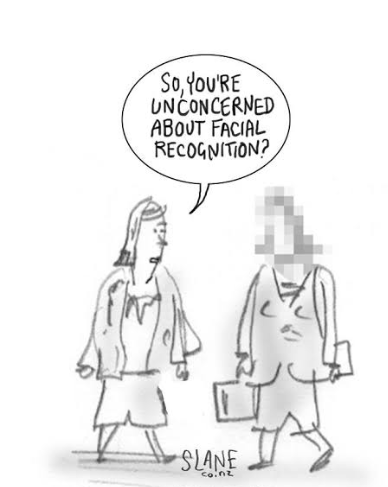 SO, YOU'RE
UNCONCERNED
ABOUT FACIAL
RECOGNITION?
SLANE
co.nz